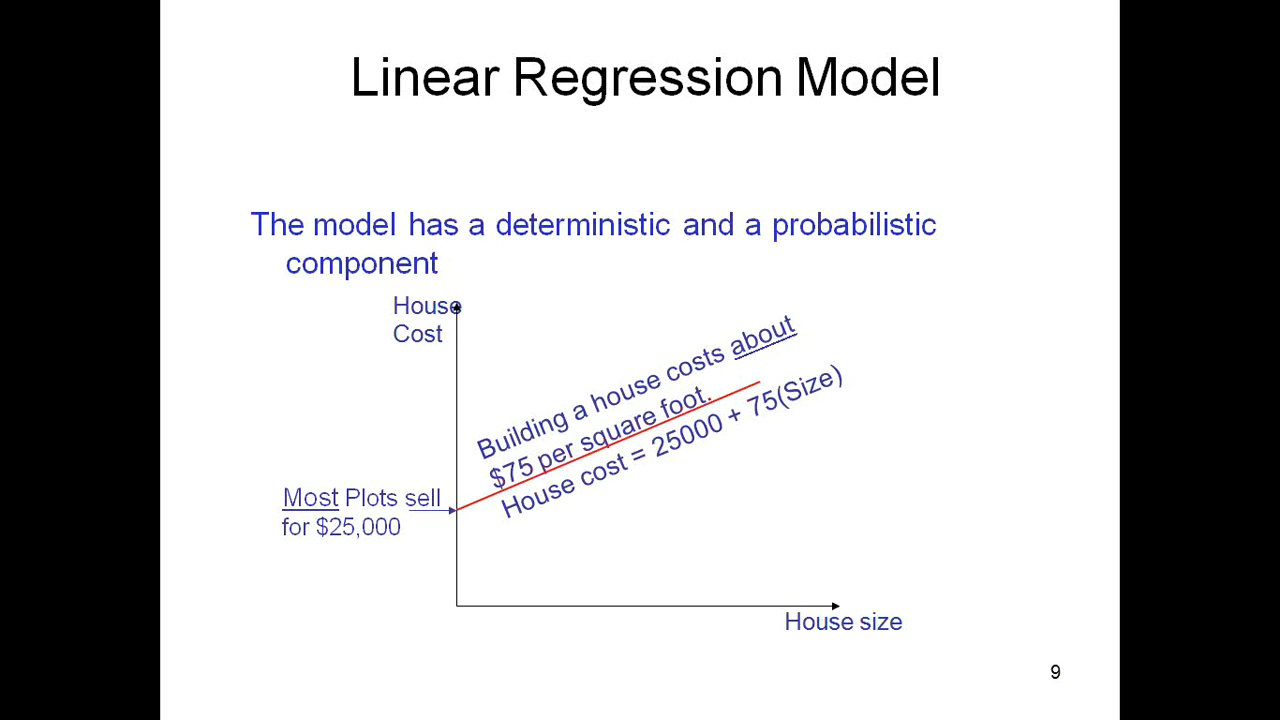 Linear Regression Model
The model has a deterministic and a probabilistic
component
House
Cost
Building a house costs about
$75 per square foot.
House cost = 25000 + 75(Size)
Most Plots sell
for $25,000
House size
9